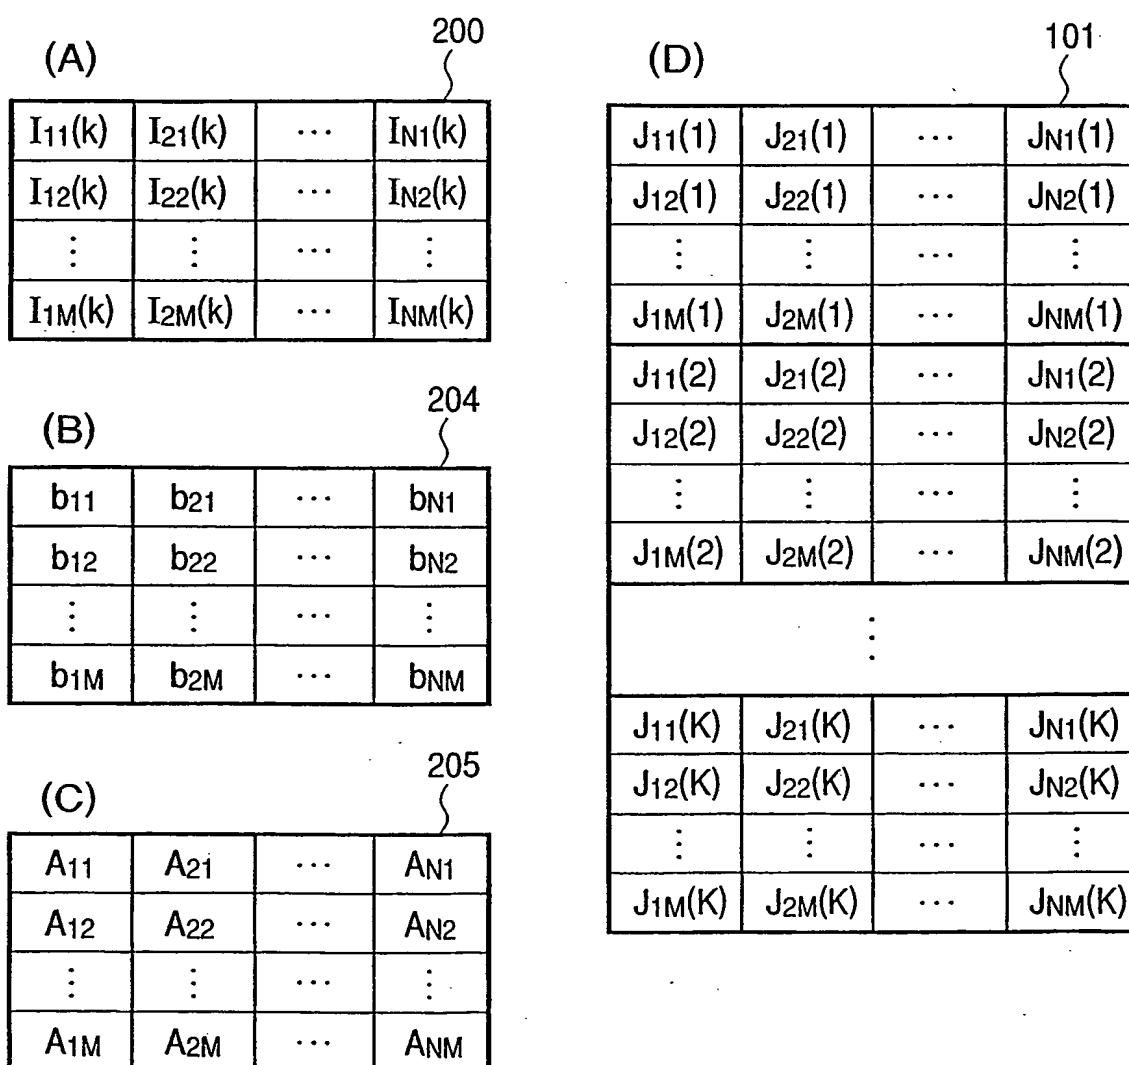 (A)
200
I11(k) I21(k) ... IN1(k)
I12(k) I22(k) ... IN2(k)
⋮ ⋮ ... ⋮
I1M(k) I2M(k) ... INM(k)
(B)
204
b11 b21 ... bN1
b12 b22 ... bN2
⋮ ⋮ ... ⋮
b1M b2M ... bNM
(C)
205
A11 A21 ... AN1
A12 A22 ... AN2
⋮ ⋮ ... ⋮
A1M A2M ... ANM
(D)
101
J11(1) J21(1) ... JN1(1)
J12(1) J22(1) ... JN2(1)
⋮ ⋮ ... ⋮
J1M(1) J2M(1) ... JNM(1)
J11(2) J21(2) ... JN1(2)
J12(2) J22(2) ... JN2(2)
⋮ ⋮ ... ⋮
J1M(2) J2M(2) ... JNM(2)
⋮
J11(K) J21(K) ... JN1(K)
J12(K) J22(K) ... JN2(K)
⋮ ⋮ ... ⋮
J1M(K) J2M(K) ... JNM(K)